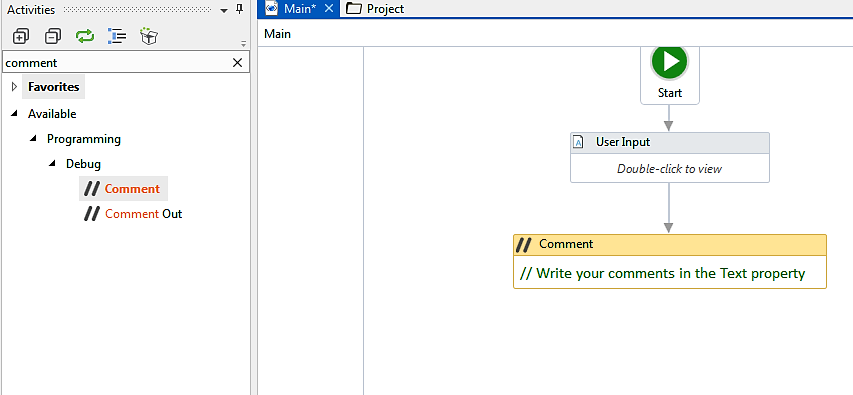 Activities
comment
Favorites
Available
Programming
Debug
// Comment
// Comment Out
Main*
Project
Main
Start
A User Input
Double-click to view
// Comment
// Write your comments in the Text property